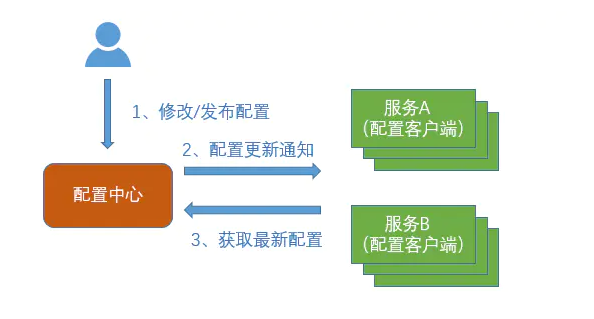 1、修改/发布配置
服务A
（配置客户端）
2、配置更新通知
配置中心
服务B
（配置客户端）
3、获取最新配置